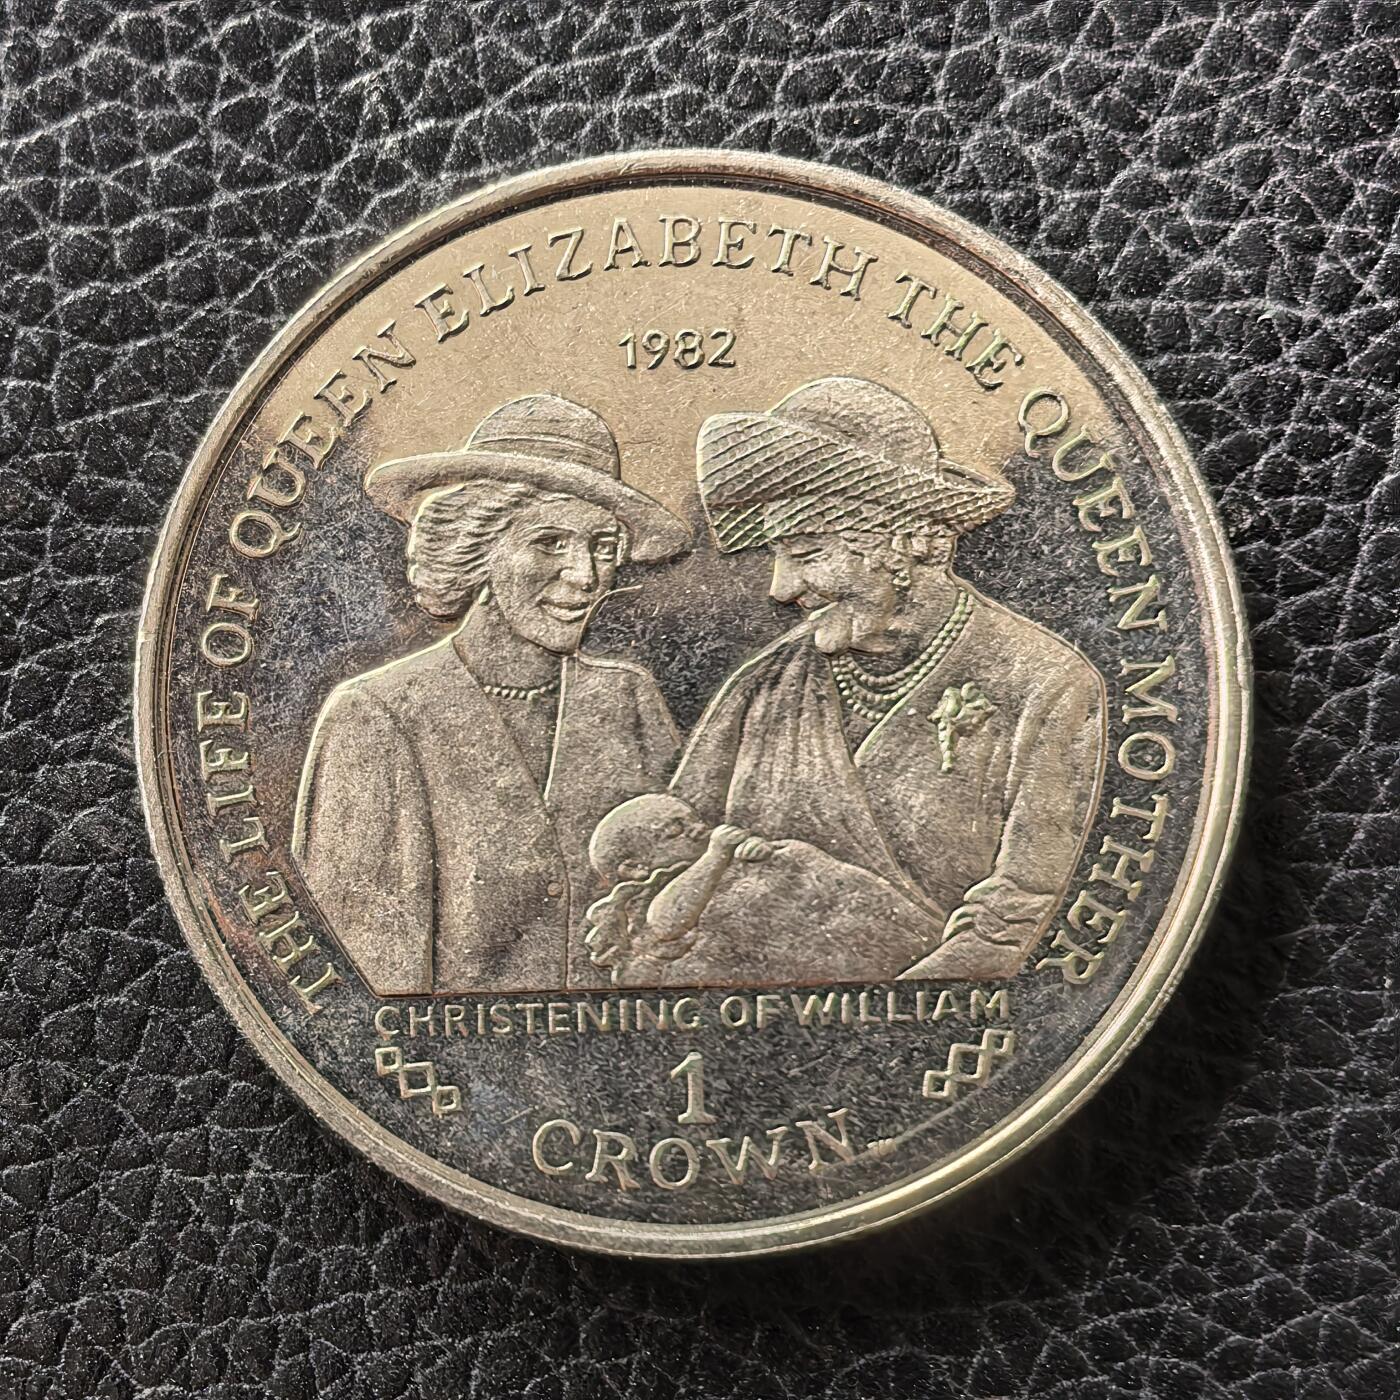 THE LIFE OF QUEEN ELIZABETH THE QUEEN MOTHER
1982
CHRISTENING OF WILLIAM
1
CROWN